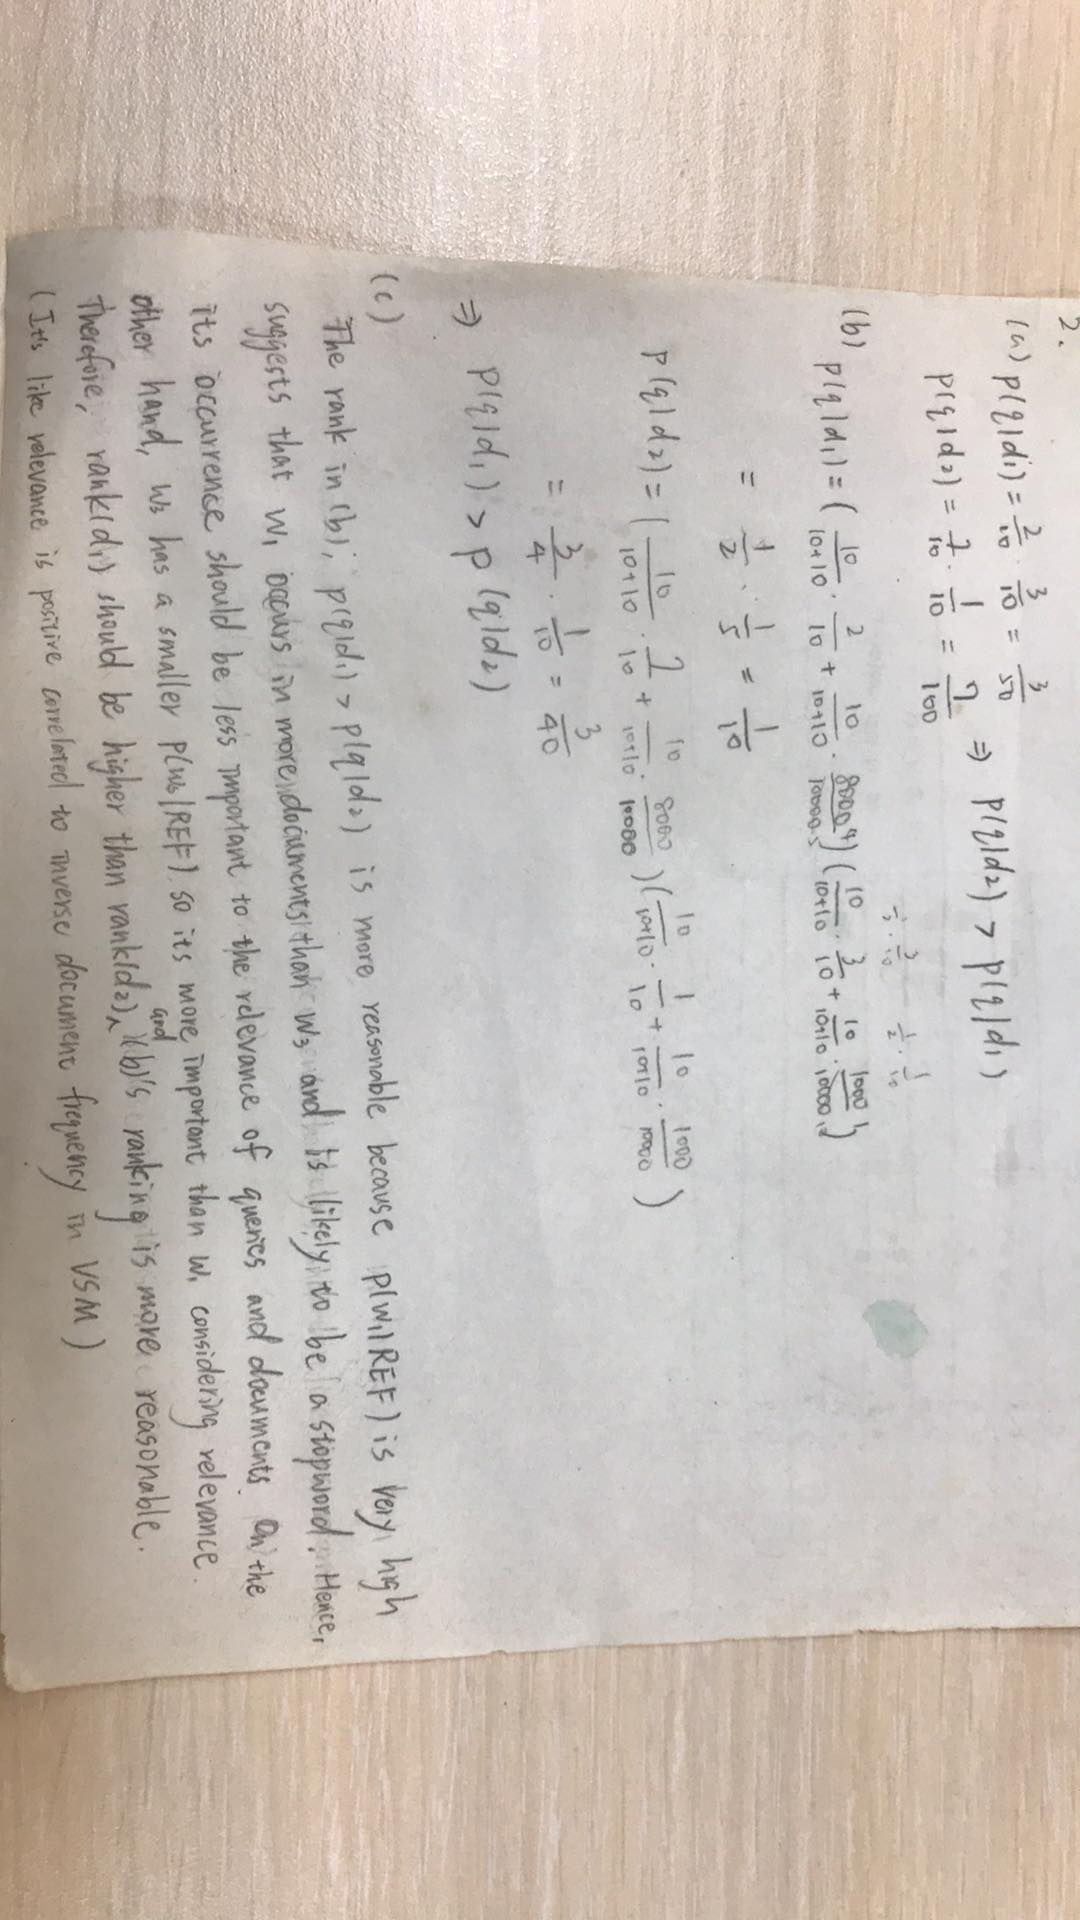 2.
(a) p(q|d₁) = 2/10 · 3/10 = 3/50
⇒ p(q|d₂) > p(q|d₁)
p(q|d₂) = 7/10 · 1/10 = 7/100
(b) p(q|d₁) = ( 10/(10+10) · 2/10 + 10/(10+10) · 8000/10000 ) ( 10/(10+10) · 3/10 + 10/(10+10) · 1000/10000 )
= 1/2 · 1/5 = 1/10
p(q|d₂) = ( 10/(10+10) · 7/10 + 10/(10+10) · 8000/10000 ) ( 10/(10+10) · 1/10 + 10/(10+10) · 1000/10000 )
= 3/4 · 1/10 = 3/40
⇒ p(q|d₁) > p(q|d₂)
(c)
The rank in (b), p(q|d₁) > p(q|d₂) is more reasonable because p(w₁|REF) is very high
suggests that w₁ occurs in more documents than w₃ and is likely to be a stopword. Hence,
its occurrence should be less important to the relevance of queries and documents. On the
other hand, w₃ has a smaller p(w₃|REF) so its more important than w₁ considering relevance.
Therefore, rank(d₁) should be higher than rank(d₂), and (b)'s ranking is more reasonable.
(It's like relevance is positive correlated to inverse document frequency in VSM)